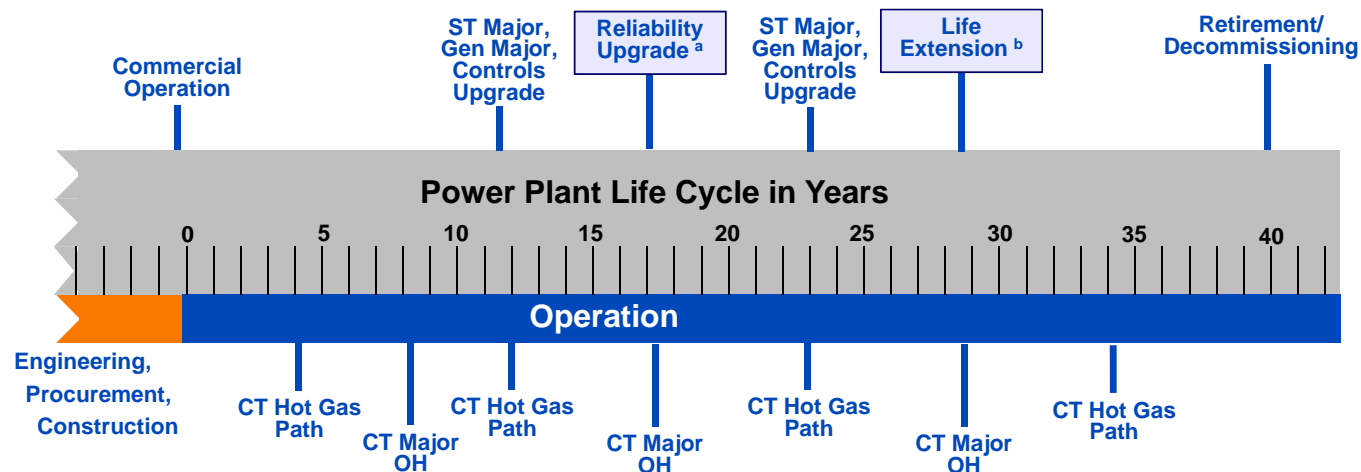 Commercial
Operation
ST Major,
Gen Major,
Controls
Upgrade
Reliability
Upgrade a
ST Major,
Gen Major,
Controls
Upgrade
Life
Extension b
Retirement/
Decommissioning
Power Plant Life Cycle in Years
0 5 10 15 20 25 30 35 40
Operation
Engineering,
Procurement,
Construction
CT Hot Gas
Path
CT Major
OH
CT Hot Gas
Path
CT Major
OH
CT Hot Gas
Path
CT Major
OH
CT Hot Gas
Path